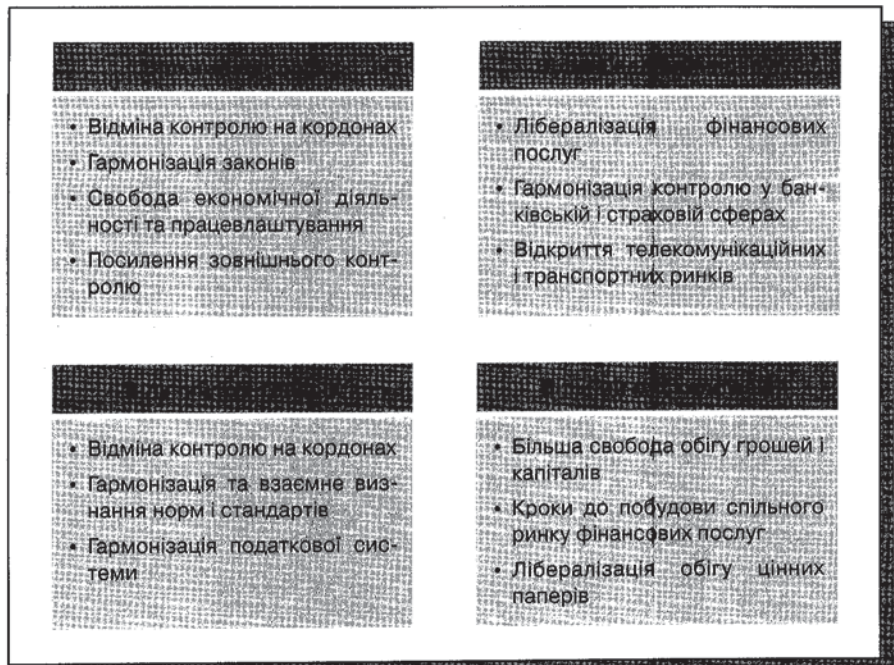 • Відміна контролю на кордонах
• Гармонізація законів
• Свобода економічної діяль-
ності та працевлаштування
• Посилення зовнішнього конт-
ролю
• Лібералізація фінансових
послуг
• Гармонізація контролю у бан-
ківській і страховій сферах
• Відкриття телекомунікаційних
і транспортних ринків
• Відміна контролю на кордонах
• Гармонізація та взаємне виз-
нання норм і стандартів
• Гармонізація податкової сис-
теми
• Більша свобода обігу грошей і
капіталів
• Кроки до побудови спільного
ринку фінансових послуг
• Лібералізація обігу цінних
паперів